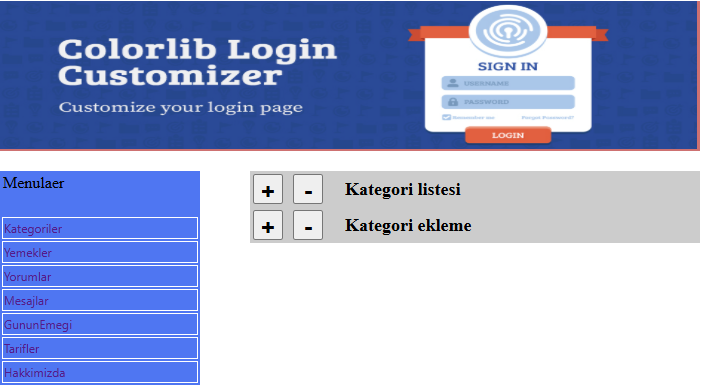 Colorlib Login
Customizer
Customize your login page
SIGN IN
USERNAME
PASSWORD
Remember me
Forgot Password?
LOGIN
Menulaer
Kategoriler
Yemekler
Yorumlar
Mesajlar
GununEmegi
Tarifler
Hakkimizda
+ - Kategori listesi
+ - Kategori ekleme